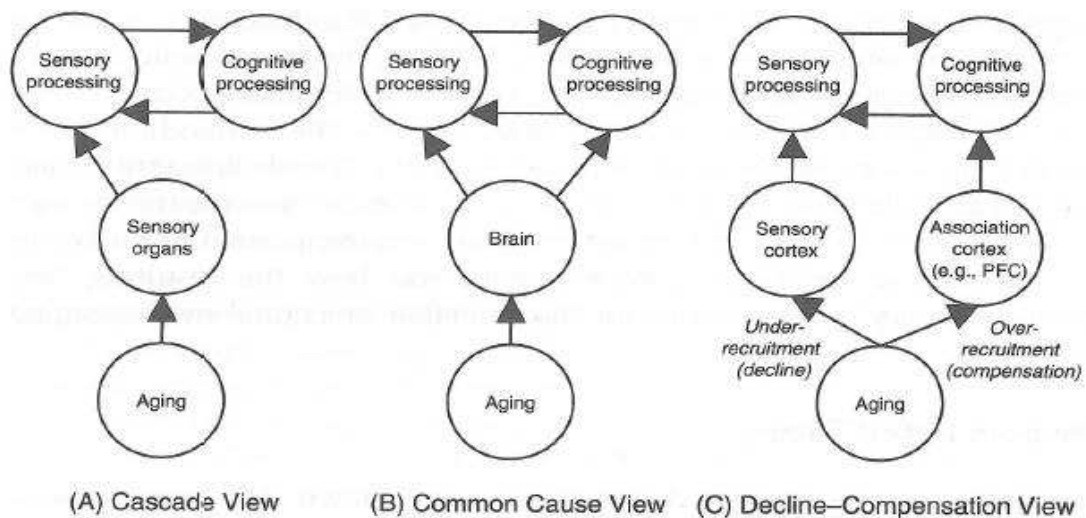 Sensory
processing
Cognitive
processing
Sensory
organs
Aging
(A) Cascade View
Sensory
processing
Cognitive
processing
Brain
Aging
(B) Common Cause View
Sensory
processing
Cognitive
processing
Sensory
cortex
Association
cortex
(e.g., PFC)
Under-
recruitment
(decline)
Over-
recruitment
(compensation)
Aging
(C) Decline–Compensation View